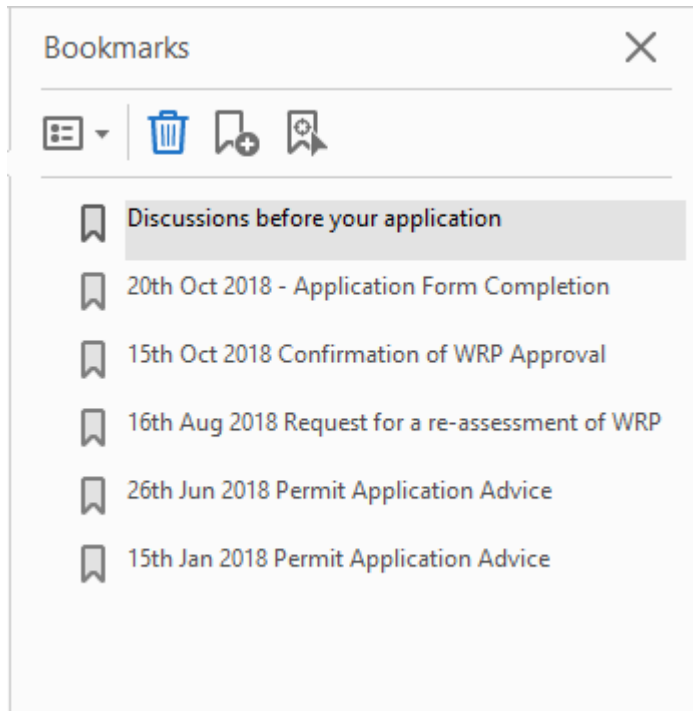 Bookmarks
Discussions before your application
20th Oct 2018 - Application Form Completion
15th Oct 2018 Confirmation of WRP Approval
16th Aug 2018 Request for a re-assessment of WRP
26th Jun 2018 Permit Application Advice
15th Jan 2018 Permit Application Advice